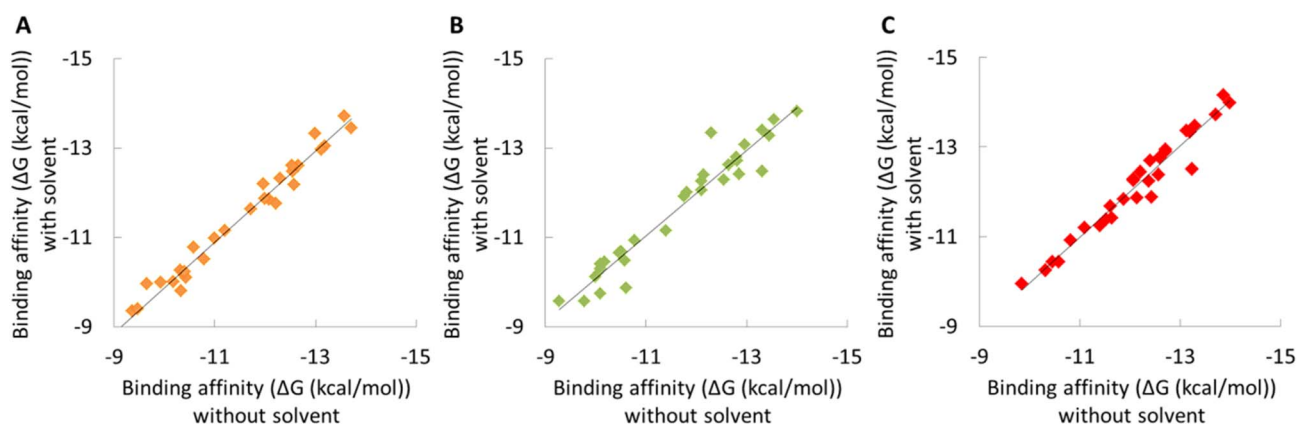 A
Binding affinity (ΔG (kcal/mol))
with solvent
-15
-13
-11
-9
-9
-11
-13
-15
Binding affinity (ΔG (kcal/mol))
without solvent
B
Binding affinity (ΔG (kcal/mol))
with solvent
-15
-13
-11
-9
-9
-11
-13
-15
Binding affinity (ΔG (kcal/mol))
without solvent
C
Binding affinity (ΔG (kcal/mol))
with solvent
-15
-13
-11
-9
-9
-11
-13
-15
Binding affinity (ΔG (kcal/mol))
without solvent